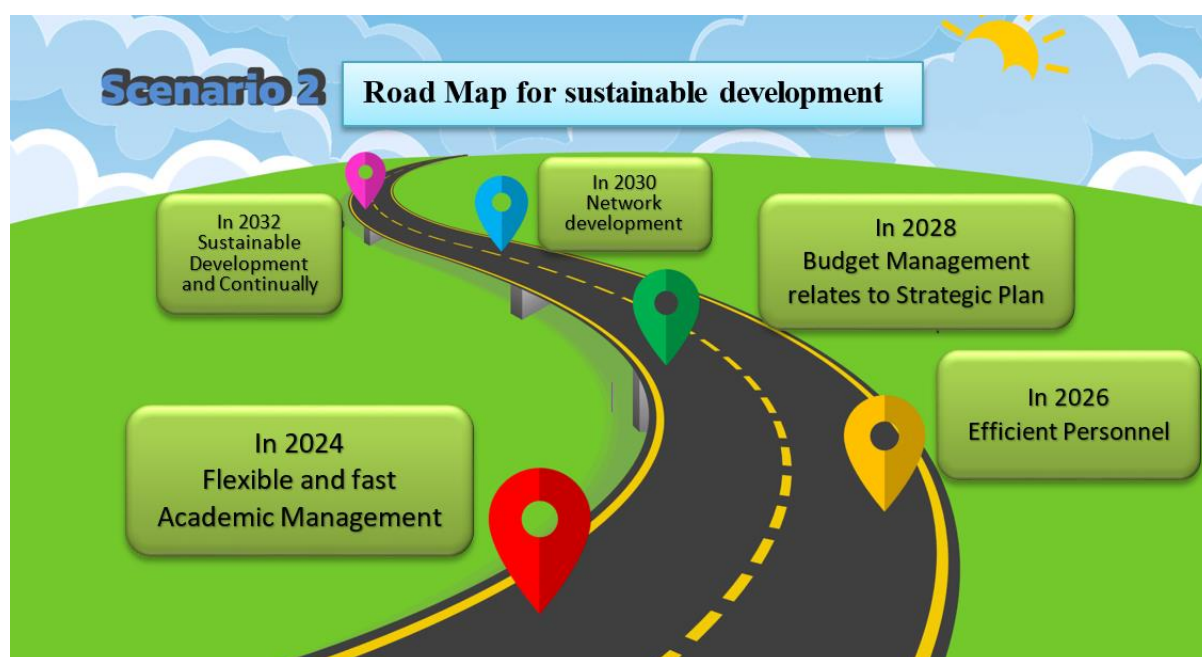 Scenario 2
Road Map for sustainable development
In 2032
Sustainable
Development
and Continually
In 2030
Network
development
In 2028
Budget Management
relates to Strategic Plan
In 2026
Efficient Personnel
In 2024
Flexible and fast
Academic Management